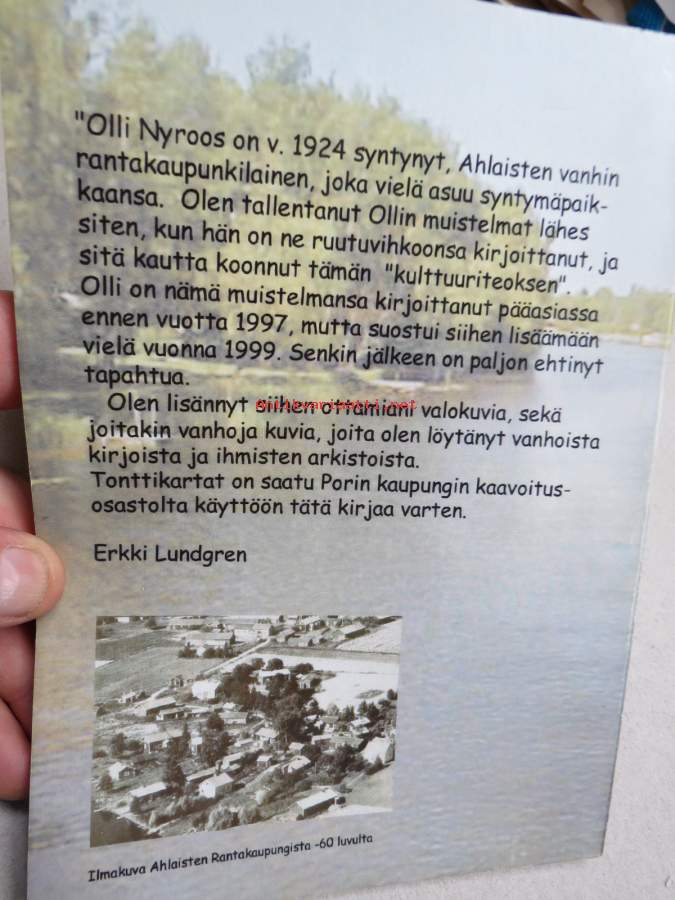 "Olli Nyroos on v. 1924 syntynyt, Ahlaisten vanhin
rantakaupunkilainen, joka vielä asuu syntymäpaik-
kaansa. Olen tallentanut Ollin muistelmat lähes
siten, kun hän on ne ruutuvihkoonsa kirjoittanut, ja
sitä kautta koonnut tämän "kulttuuriteoksen".
Olli on nämä muistelmansa kirjoittanut pääasiassa
ennen vuotta 1997, mutta suostui siihen lisäämään
vielä vuonna 1999. Senkin jälkeen on paljon ehtinyt
tapahtua.
Olen lisännyt siihen ottamiani valokuvia, sekä
joitakin vanhoja kuvia, joita olen löytänyt vanhoista
kirjoista ja ihmisten arkistoista.
Tonttikartat on saatu Porin kaupungin kaavoitus-
osastolta käyttöön tätä kirjaa varten.
Erkki Lundgren
Ilmakuva Ahlaisten Rantakaupungista -60 luvulta